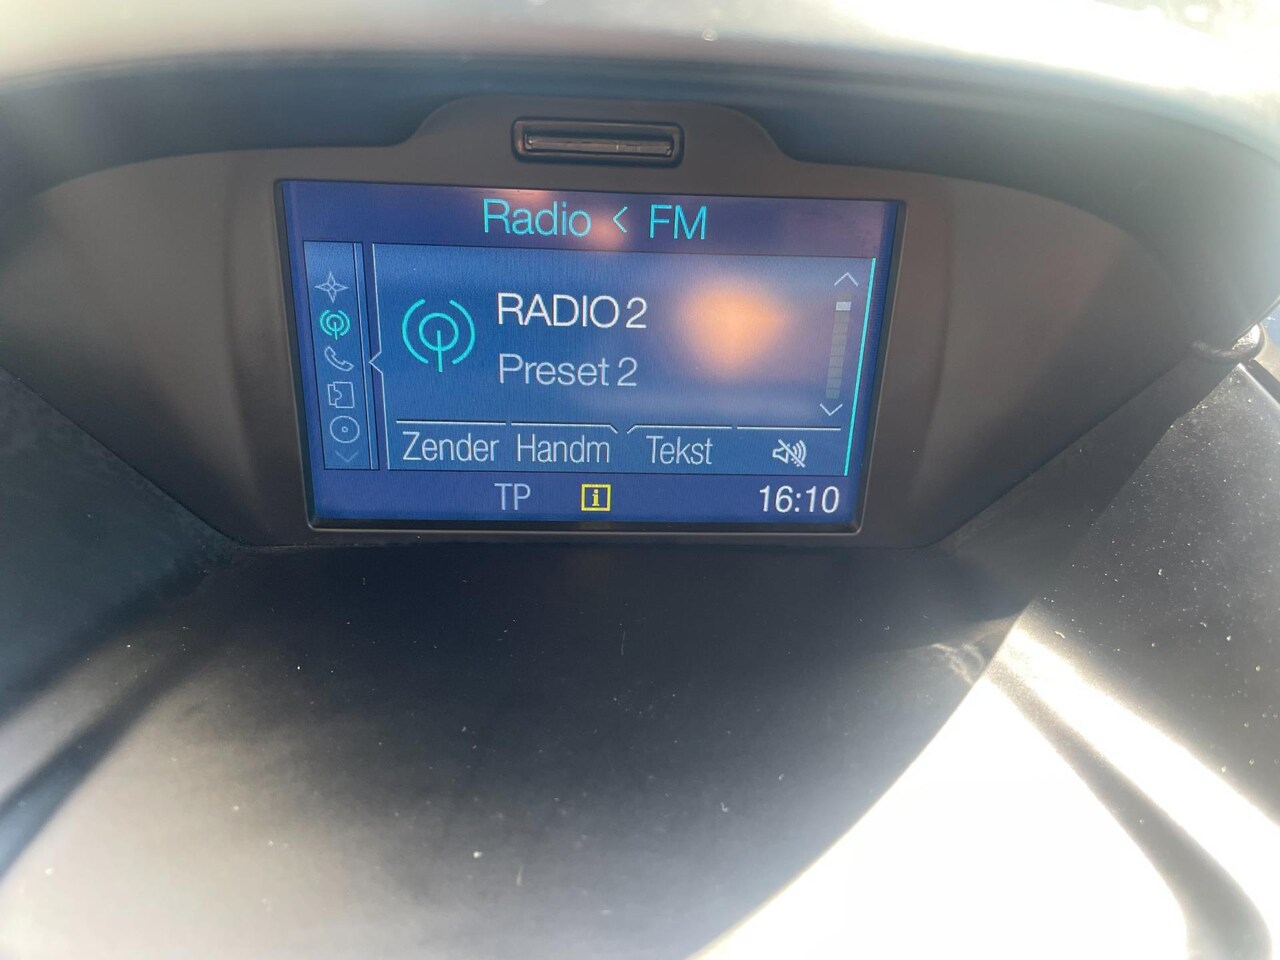 Radio < FM
RADIO 2
Preset 2
Zender Handm Tekst
TP i 16:10